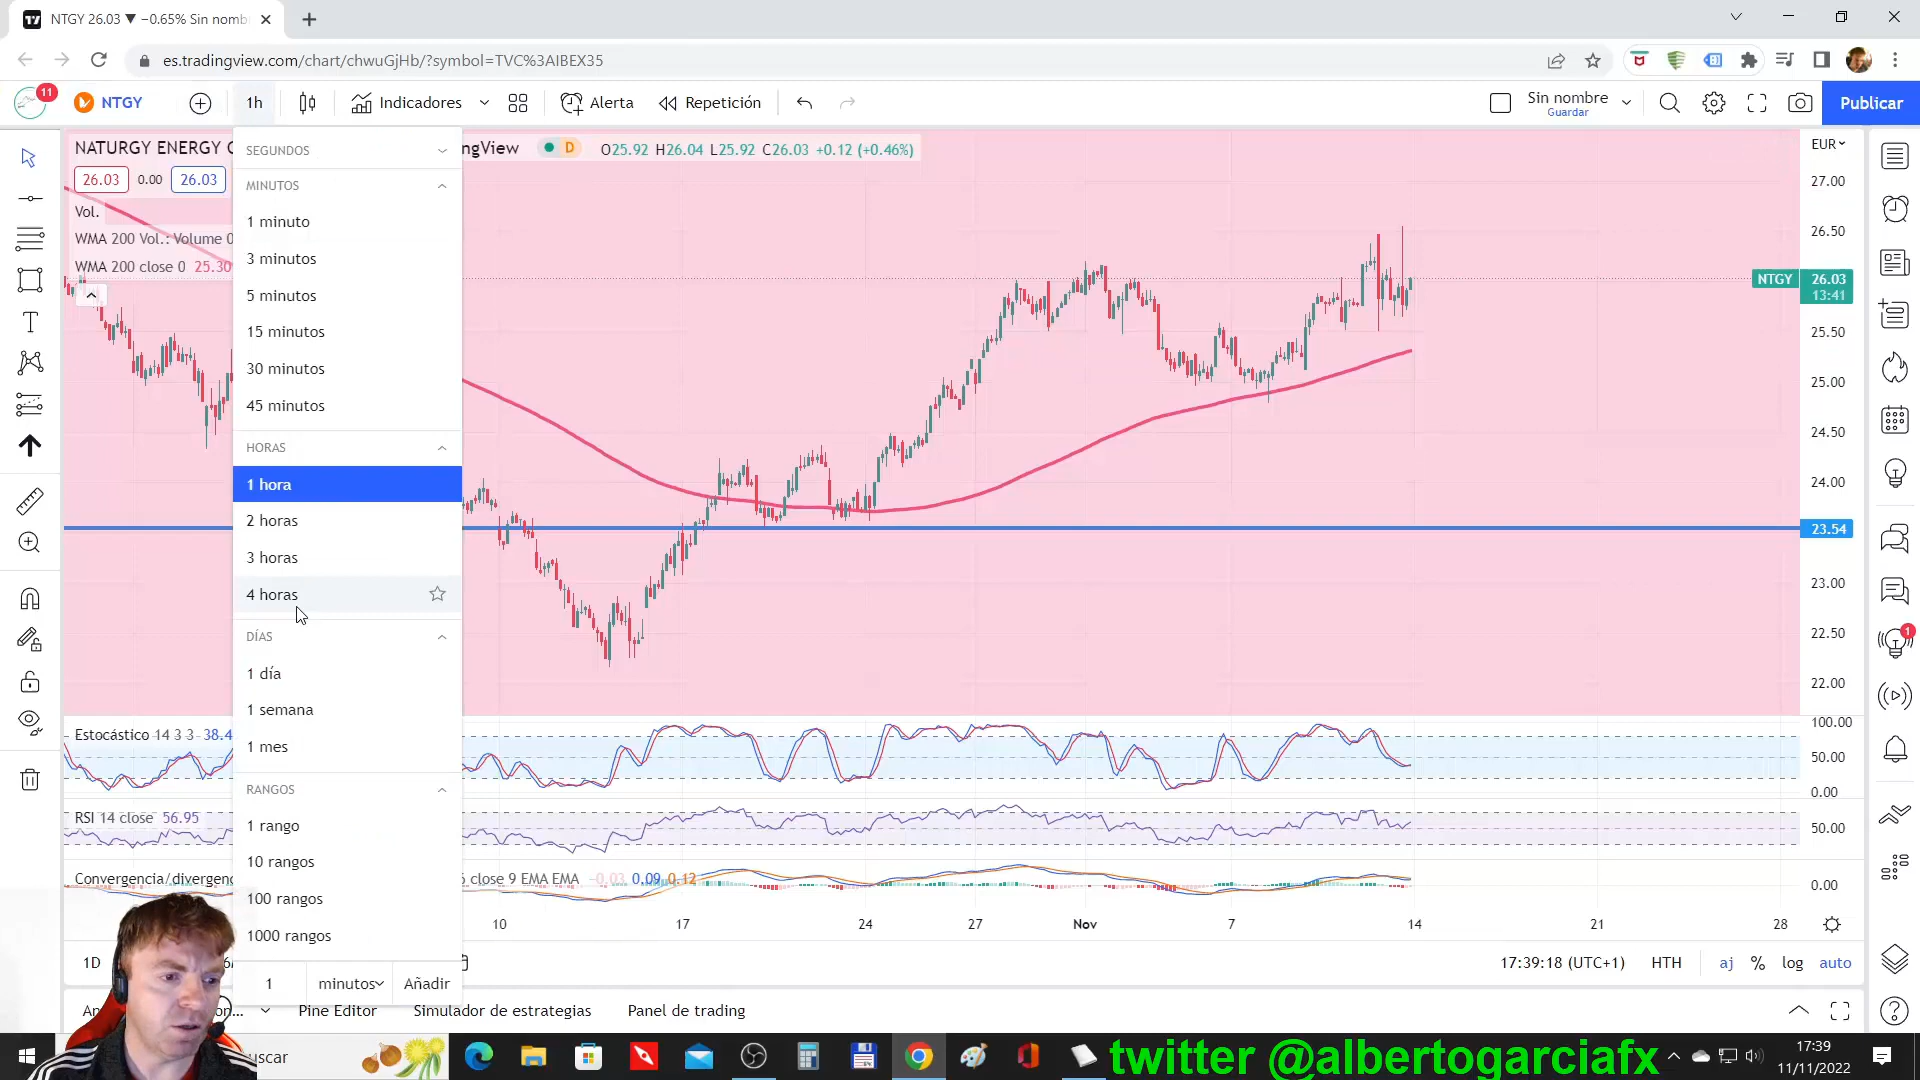 NTGY 26.03 ▼ −0.65% Sin nomb
es.tradingview.com/chart/chwuGjHb/?symbol=TVC%3AIBEX35
11
NTGY
1h
Indicadores
Alerta
Repetición
Sin nombre
Guardar
Publicar
NATURGY ENERGY
ngView
D
O25.92 H26.04 L25.92 C26.03 +0.12 (+0.46%)
EUR
26.03
0.00
26.03
Vol.
WMA 200 Vol.: Volume 0
WMA 200 close 0 25.30
SEGUNDOS
MINUTOS
1 minuto
3 minutos
5 minutos
15 minutos
30 minutos
45 minutos
HORAS
1 hora
2 horas
3 horas
4 horas
DÍAS
1 día
1 semana
1 mes
RANGOS
1 rango
10 rangos
100 rangos
1000 rangos
1
minutos
Añadir
27.00
26.50
NTGY
26.03
13:41
25.50
25.00
24.50
24.00
23.54
23.00
22.50
22.00
Estocástico 14 3 3 38.4
100.00
50.00
0.00
RSI 14 close 56.95
50.00
Convergencia/divergenc
6 close 9 EMA EMA −0.03 0.09 0.12
0.00
10
17
24
27
Nov
7
14
21
28
1D
17:39:18 (UTC+1)
HTH
aj
%
log
auto
Pine Editor
Simulador de estrategias
Panel de trading
1
uscar
twitter @albertogarciafx
17:39
11/11/2022